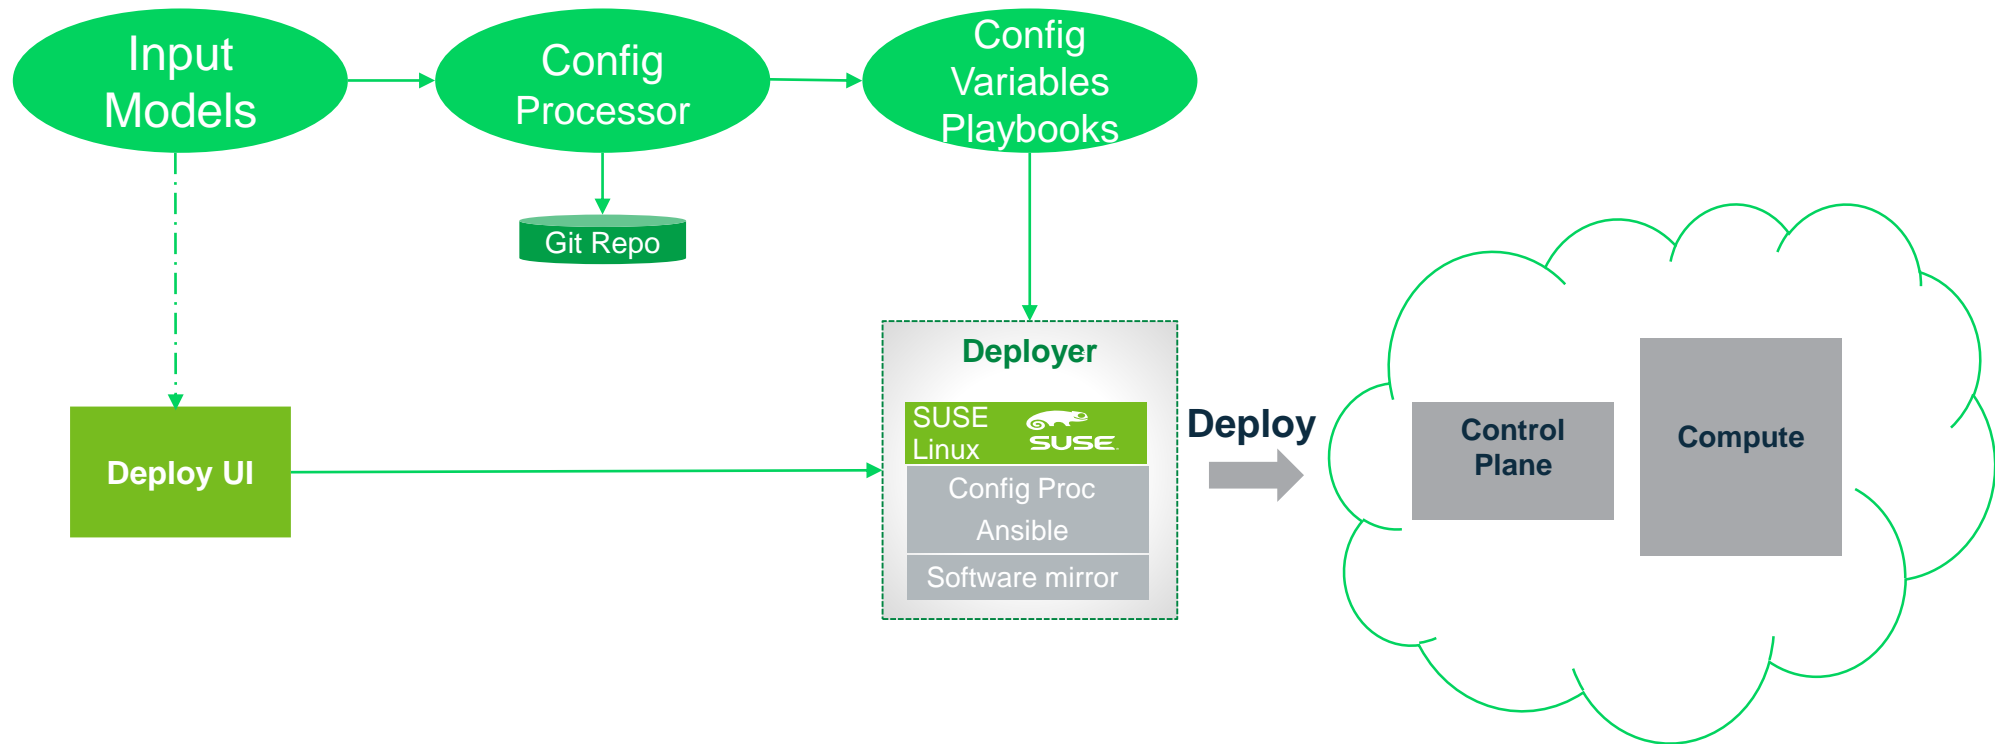 Input
Models
Config
Processor
Config
Variables
Playbooks
Git Repo
Deployer
SUSE
Linux
SUSE
Config Proc
Ansible
Software mirror
Deploy UI
Deploy
Control
Plane
Compute